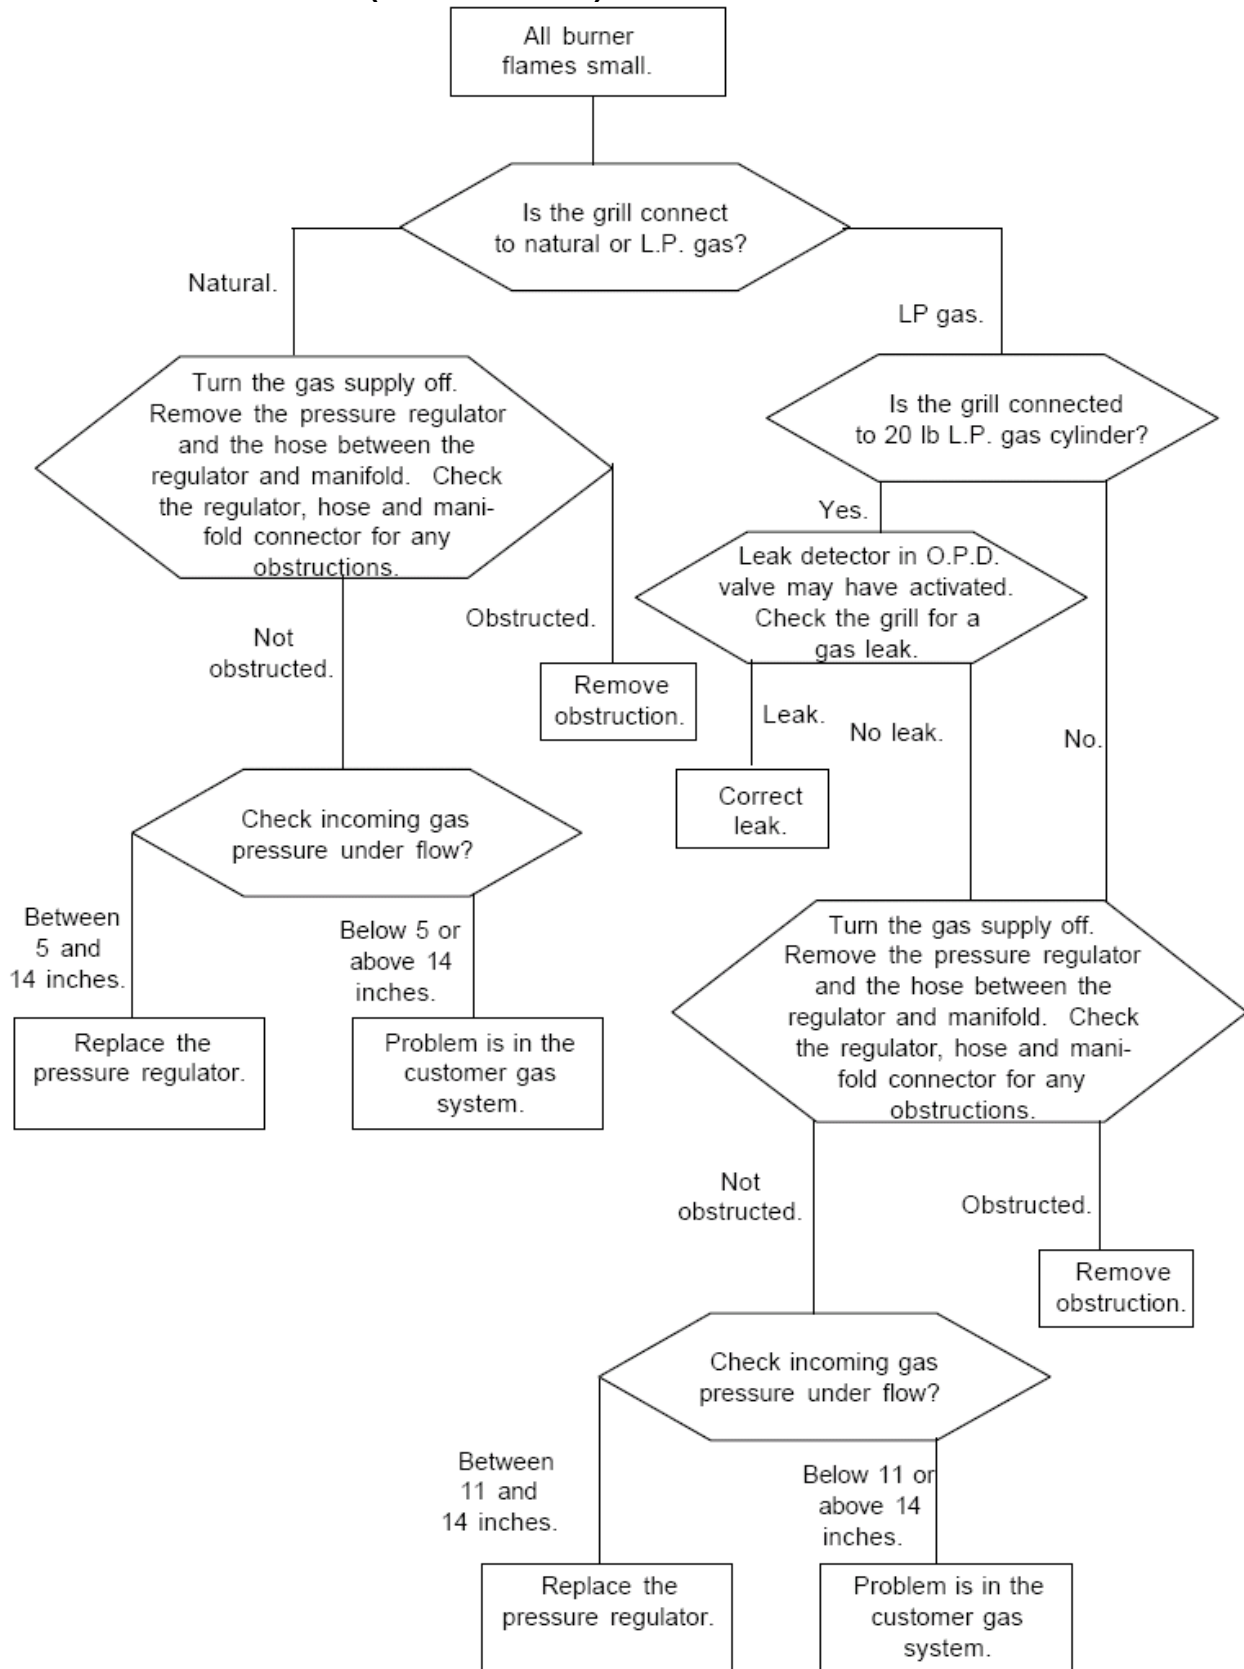 All burner
flames small.
Is the grill connect
to natural or L.P. gas?
Natural.
LP gas.
Turn the gas supply off.
Remove the pressure regulator
and the hose between the
regulator and manifold. Check
the regulator, hose and mani-
fold connector for any
obstructions.
Is the grill connected
to 20 lb L.P. gas cylinder?
Yes.
Leak detector in O.P.D.
valve may have activated.
Check the grill for a
gas leak.
Not
obstructed.
Obstructed.
Remove
obstruction.
Leak.
No leak.
No.
Correct
leak.
Check incoming gas
pressure under flow?
Between
5 and
14 inches.
Below 5 or
above 14
inches.
Replace the
pressure regulator.
Problem is in the
customer gas
system.
Turn the gas supply off.
Remove the pressure regulator
and the hose between the
regulator and manifold. Check
the regulator, hose and mani-
fold connector for any
obstructions.
Not
obstructed.
Obstructed.
Remove
obstruction.
Check incoming gas
pressure under flow?
Between
11 and
14 inches.
Below 11 or
above 14
inches.
Replace the
pressure regulator.
Problem is in the
customer gas
system.